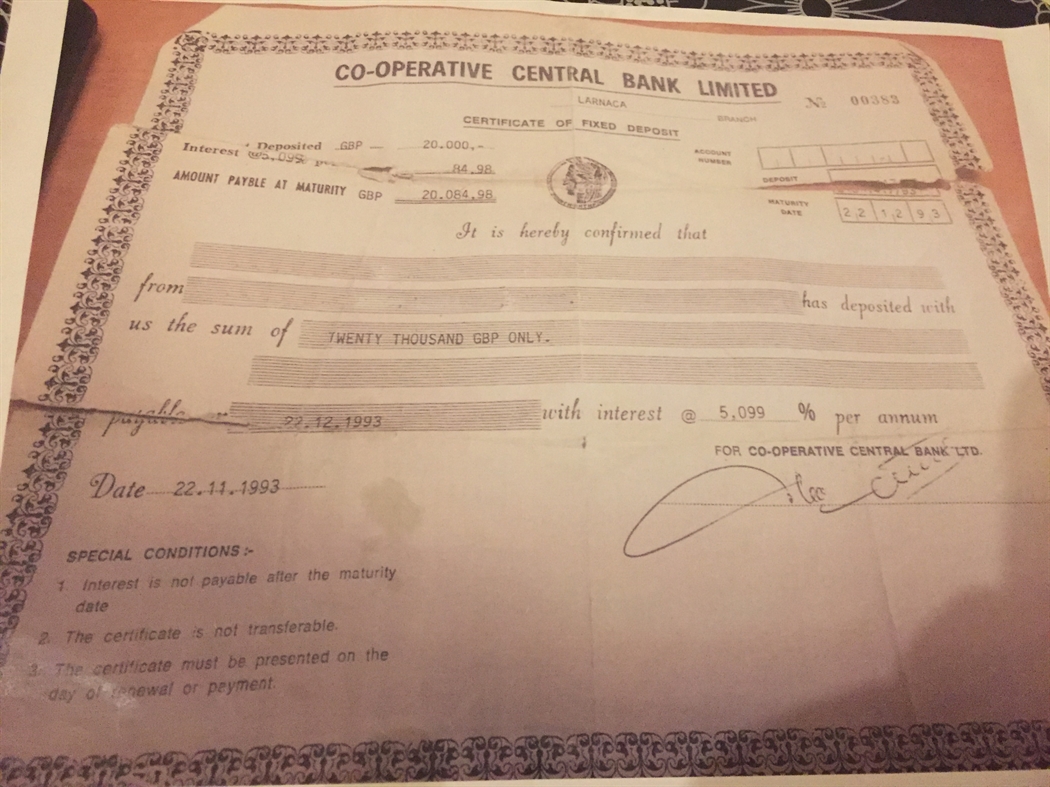 CO-OPERATIVE CENTRAL BANK LIMITED
LARNACA BRANCH
Nº 00383
CERTIFICATE OF FIXED DEPOSIT
Deposited GBP 20.000,-
Interest @5,099 84,98
AMOUNT PAYBLE AT MATURITY GBP 20.084,98
ACCOUNT NUMBER
DEPOSIT
MATURITY DATE 22 12 93
It is hereby confirmed that
from has deposited with
us the sum of TWENTY THOUSAND GBP ONLY.
payable 22.12.1993 with interest @ 5,099 % per annum
FOR CO-OPERATIVE CENTRAL BANK LTD.
Date 22.11.1993
SPECIAL CONDITIONS :-
1. Interest is not payable after the maturity
date
2. The certificate is not transferable.
3. The certificate must be presented on the
day of renewal or payment.